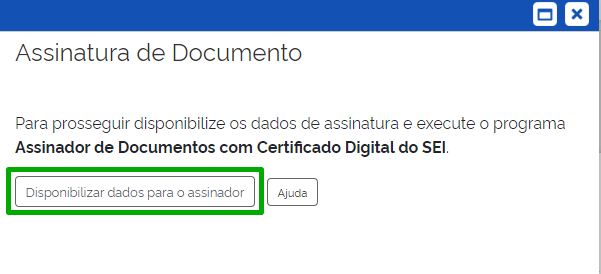 Assinatura de Documento
Para prosseguir disponibilize os dados de assinatura e execute o programa
Assinador de Documentos com Certificado Digital do SEI.
Disponibilizar dados para o assinador Ajuda